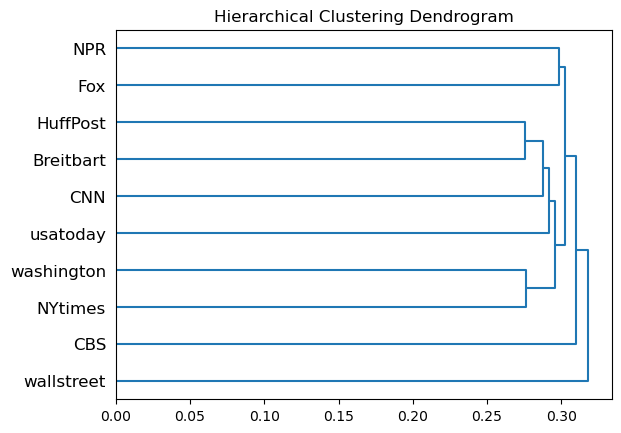 Hierarchical Clustering Dendrogram
NPR
Fox
HuffPost
Breitbart
CNN
usatoday
washington
NYtimes
CBS
wallstreet
0.00 0.05 0.10 0.15 0.20 0.25 0.30